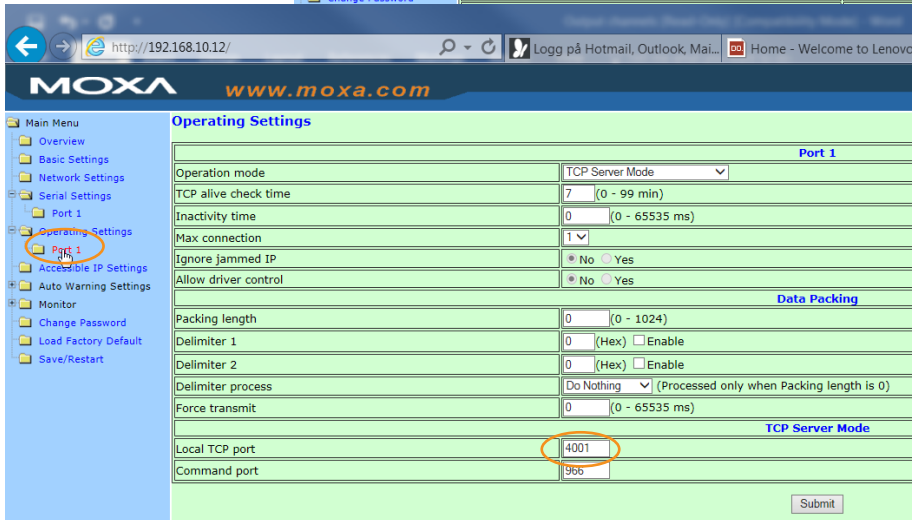 Change Password
http://192.168.10.12/
Logg på Hotmail, Outlook, Mai...
Home - Welcome to Lenovo
MOXA
www.moxa.com
Main Menu
Overview
Basic Settings
Network Settings
Serial Settings
Port 1
Operating Settings
Port 1
Accessible IP Settings
Auto Warning Settings
Monitor
Change Password
Load Factory Default
Save/Restart
Operating Settings
Port 1
Operation mode TCP Server Mode
TCP alive check time 7 (0 - 99 min)
Inactivity time 0 (0 - 65535 ms)
Max connection 1
Ignore jammed IP No Yes
Allow driver control No Yes
Data Packing
Packing length 0 (0 - 1024)
Delimiter 1 0 (Hex) Enable
Delimiter 2 0 (Hex) Enable
Delimiter process Do Nothing (Processed only when Packing length is 0)
Force transmit 0 (0 - 65535 ms)
TCP Server Mode
Local TCP port 4001
Command port 966
Submit